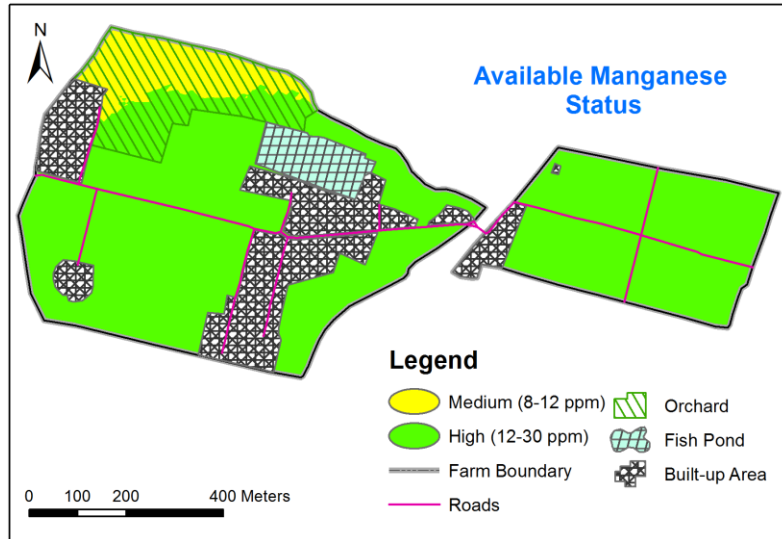 N
Available Manganese
Status
Legend
Medium (8-12 ppm)
High (12-30 ppm)
Farm Boundary
Roads
Orchard
Fish Pond
Built-up Area
0 100 200 400 Meters